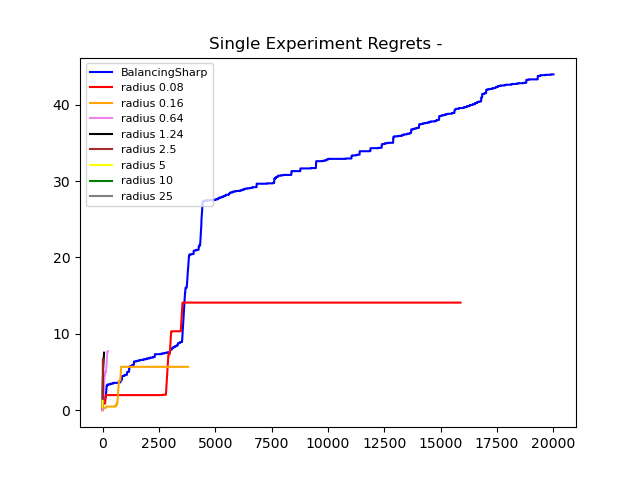 Single Experiment Regrets -
BalancingSharp
radius 0.08
radius 0.16
radius 0.64
radius 1.24
radius 2.5
radius 5
radius 10
radius 25
40
30
20
10
0
0 2500 5000 7500 10000 12500 15000 17500 20000